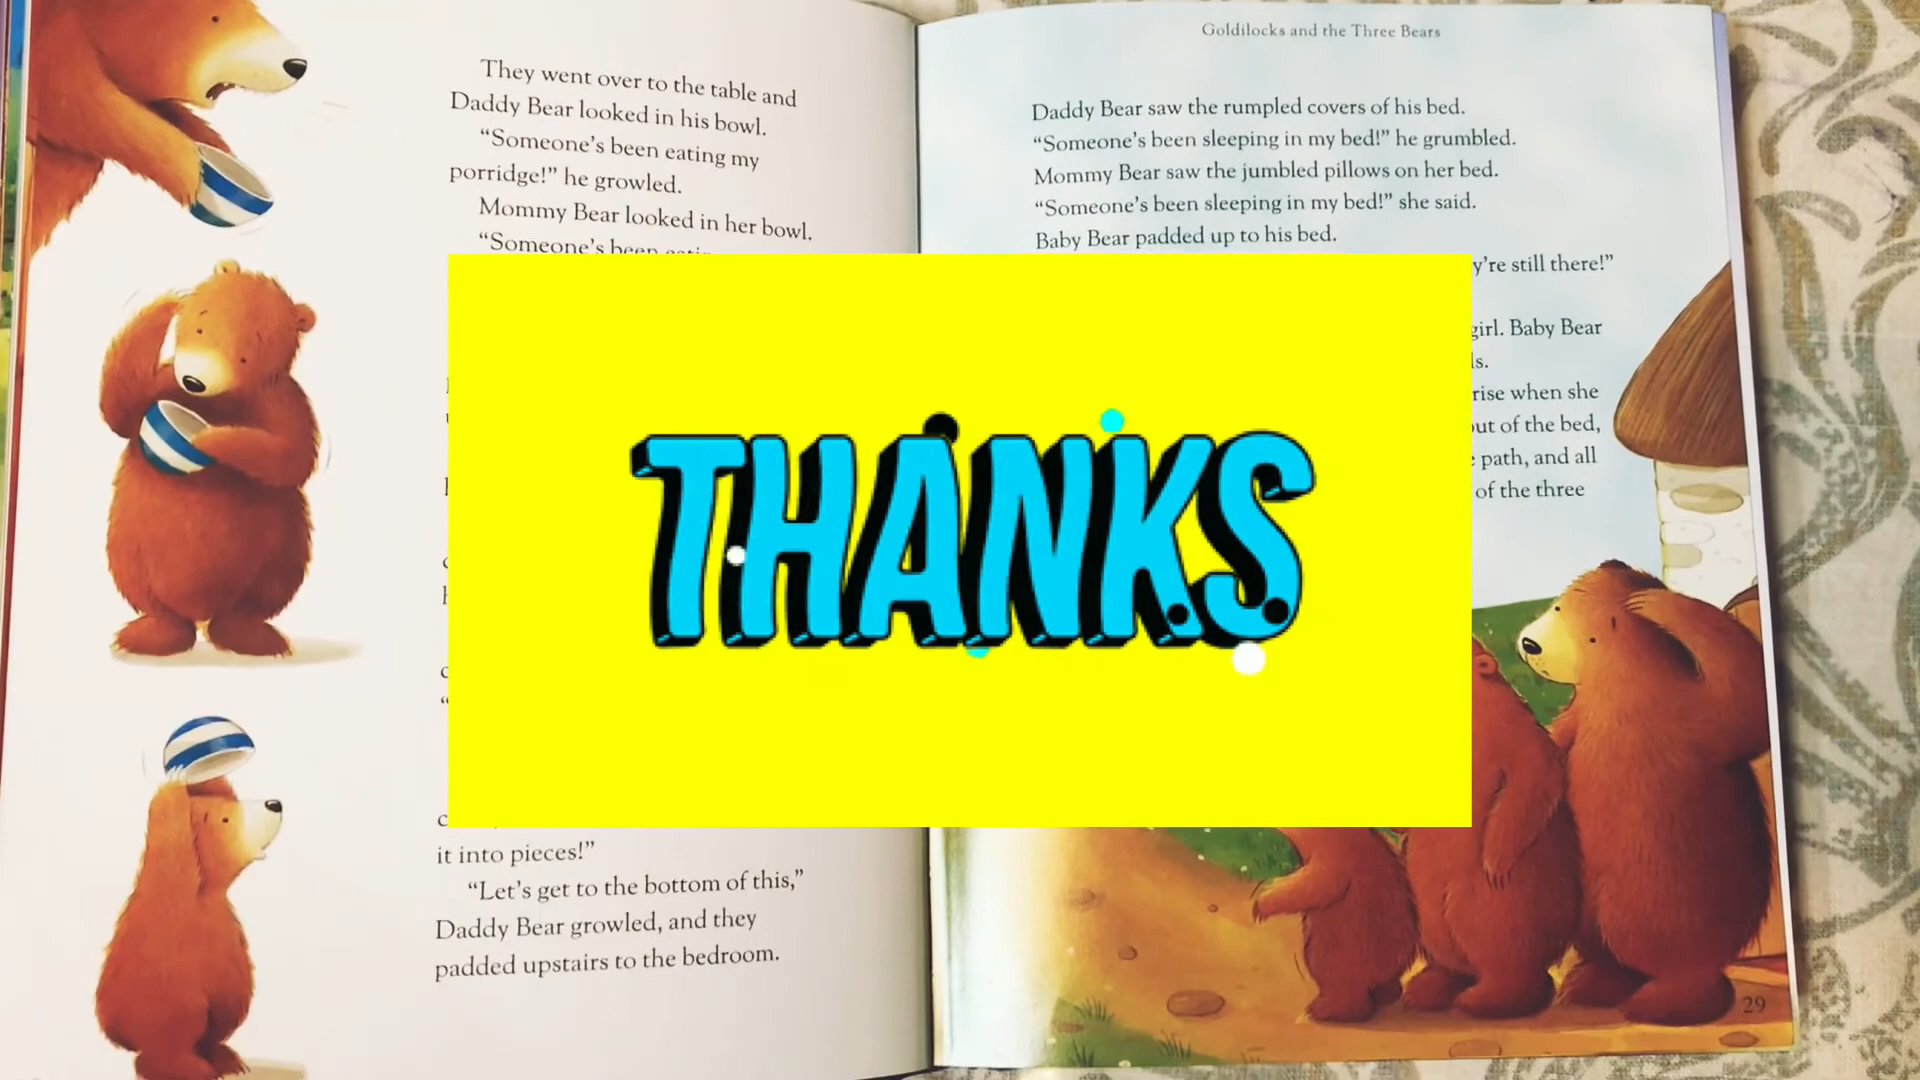 They went over to the table and
Daddy Bear looked in his bowl.
“Someone’s been eating my
porridge!” he growled.
Mommy Bear looked in her bowl.
“Someone’s been
it into pieces!”
“Let’s get to the bottom of this,”
Daddy Bear growled, and they
padded upstairs to the bedroom.
Goldilocks and the Three Bears
Daddy Bear saw the rumpled covers of his bed.
“Someone’s been sleeping in my bed!” he grumbled.
Mommy Bear saw the jumbled pillows on her bed.
“Someone’s been sleeping in my bed!” she said.
Baby Bear padded up to his bed.
y’re still there!”
girl. Baby Bear
ls.
rise when she
out of the bed,
path, and all
of the three
29
THANKS